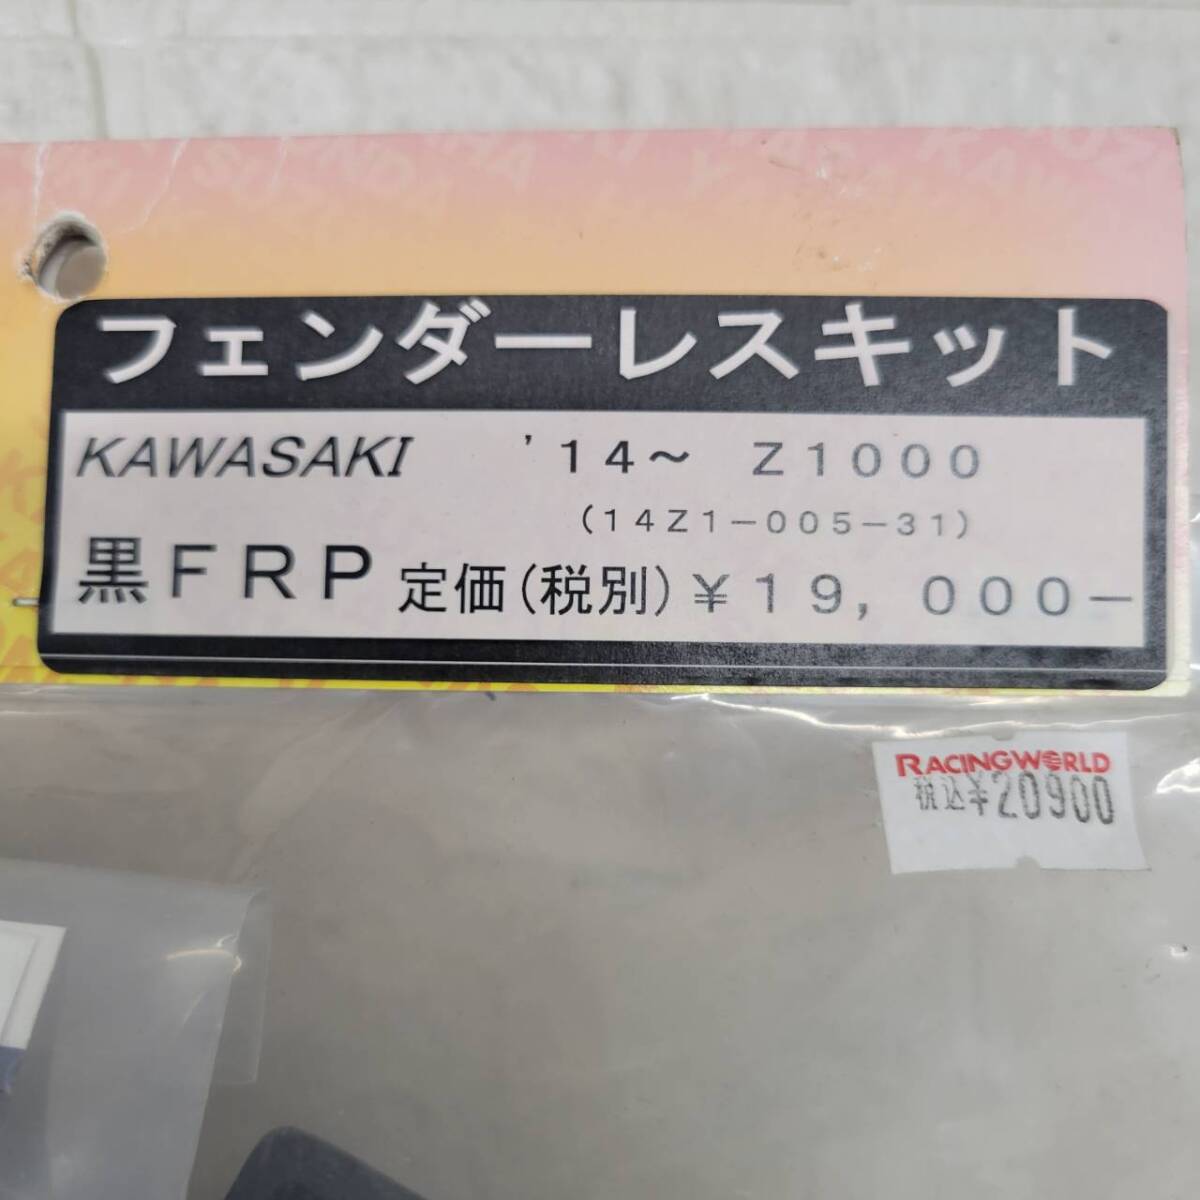 フェンダーレスキット
KAWASAKI '14～ Z1000
(14Z1-005-31)
黒FRP 定価(税別)￥19,000-
RACINGWORLD
税込￥20900